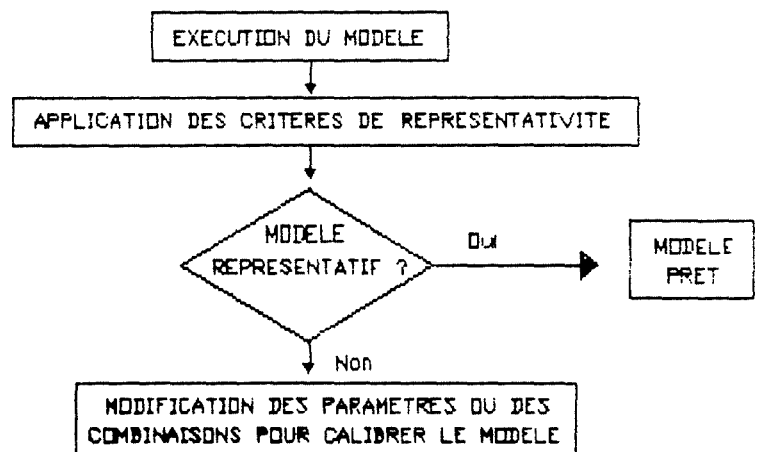 EXECUTION DU MODELE
APPLICATION DES CRITERES DE REPRESENTATIVITE
MODELE
REPRESENTATIF ?
Oui
MODELE
PRET
Non
MODIFICATION DES PARAMETRES OU DES
COMBINAISONS POUR CALIBRER LE MODELE